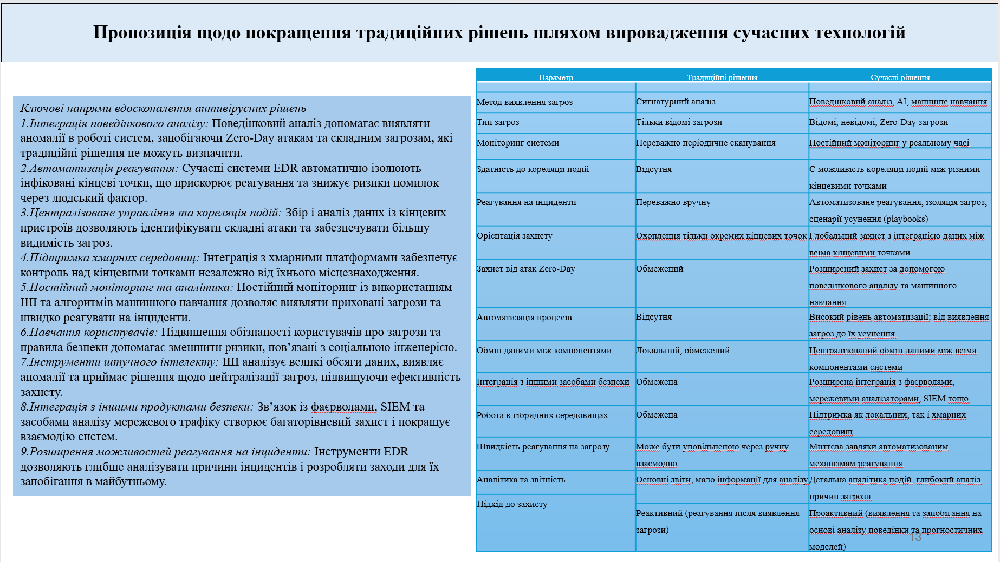 Пропозиція щодо покращення традиційних рішень шляхом впровадження сучасних технологій
Ключові напрями вдосконалення антивірусних рішень
1.Інтеграція поведінкового аналізу: Поведінковий аналіз допомагає виявляти
аномалії в роботі систем, запобігаючи Zero-Day атакам та складним загрозам, які
традиційні рішення не можуть визначити.
2.Автоматизація реагування: Сучасні системи EDR автоматично ізолюють
інфіковані кінцеві точки, що прискорює реагування та знижує ризики помилок
через людський фактор.
3.Централізоване управління та кореляція подій: Збір і аналіз даних із кінцевих
пристроїв дозволяють ідентифікувати складні атаки та забезпечувати більшу
видимість загроз.
4.Підтримка хмарних середовищ: Інтеграція з хмарними платформами забезпечує
контроль над кінцевими точками незалежно від їхнього місцезнаходження.
5.Постійний моніторинг та аналітика: Постійний моніторинг із використанням
ШІ та алгоритмів машинного навчання дозволяє виявляти приховані загрози та
швидко реагувати на інциденти.
6.Навчання користувачів: Підвищення обізнаності користувачів про загрози та
правила безпеки допомагає зменшити ризики, пов’язані з соціальною інженерією.
7.Інструменти штучного інтелекту: ШІ аналізує великі обсяги даних, виявляє
аномалії та приймає рішення щодо нейтралізації загроз, підвищуючи ефективність
захисту.
8.Інтеграція з іншими продуктами безпеки: Зв’язок із фаєрволами, SIEM та
засобами аналізу мережевого трафіку створює багаторівневий захист і покращує
взаємодію систем.
9.Розширення можливостей реагування на інциденти: Інструменти EDR
дозволяють глибше аналізувати причини інцидентів і розробляти заходи для їх
запобігання в майбутньому.
Параметр Традиційні рішення Сучасні рішення
Метод виявлення загроз Сигнатурний аналіз Поведінковий аналіз, AI, машинне навчання
Тип загроз Тільки відомі загрози Відомі, невідомі, Zero-Day загрози
Моніторинг системи Переважно періодичне сканування Постійний моніторинг у реальному часі
Здатність до кореляції подій Відсутня Є можливість кореляції подій між різними
кінцевими точками
Реагування на інциденти Переважно вручну Автоматизоване реагування, ізоляція загроз,
сценарії усунення (playbooks)
Орієнтація захисту Охоплення тільки окремих кінцевих точок Глобальний захист з інтеграцією даних між
всіма кінцевими точками
Захист від атак Zero-Day Обмежений Розширений захист за допомогою
поведінкового аналізу та машинного
навчання
Автоматизація процесів Відсутня Високий рівень автоматизації: від виявлення
загроз до їх усунення
Обмін даними між компонентами Локальний, обмежений Централізований обмін даними між всіма
компонентами системи
Інтеграція з іншими засобами безпеки Обмежена Розширена інтеграція з фаєрволами,
мережевими аналізаторами, SIEM тощо
Робота в гібридних середовищах Обмежена Підтримка як локальних, так і хмарних
середовищ
Швидкість реагування на загрозу Може бути уповільненою через ручну Миттєва завдяки автоматизованим
взаємодію механізмам реагування
Аналітика та звітність Основні звіти, мало інформації для аналізу Детальна аналітика подій, глибокий аналіз
причин загрози
Підхід до захисту Реактивний (реагування після виявлення Проактивний (виявлення та запобігання на
загрози) основі аналізу поведінки та прогностичних
моделей)
13